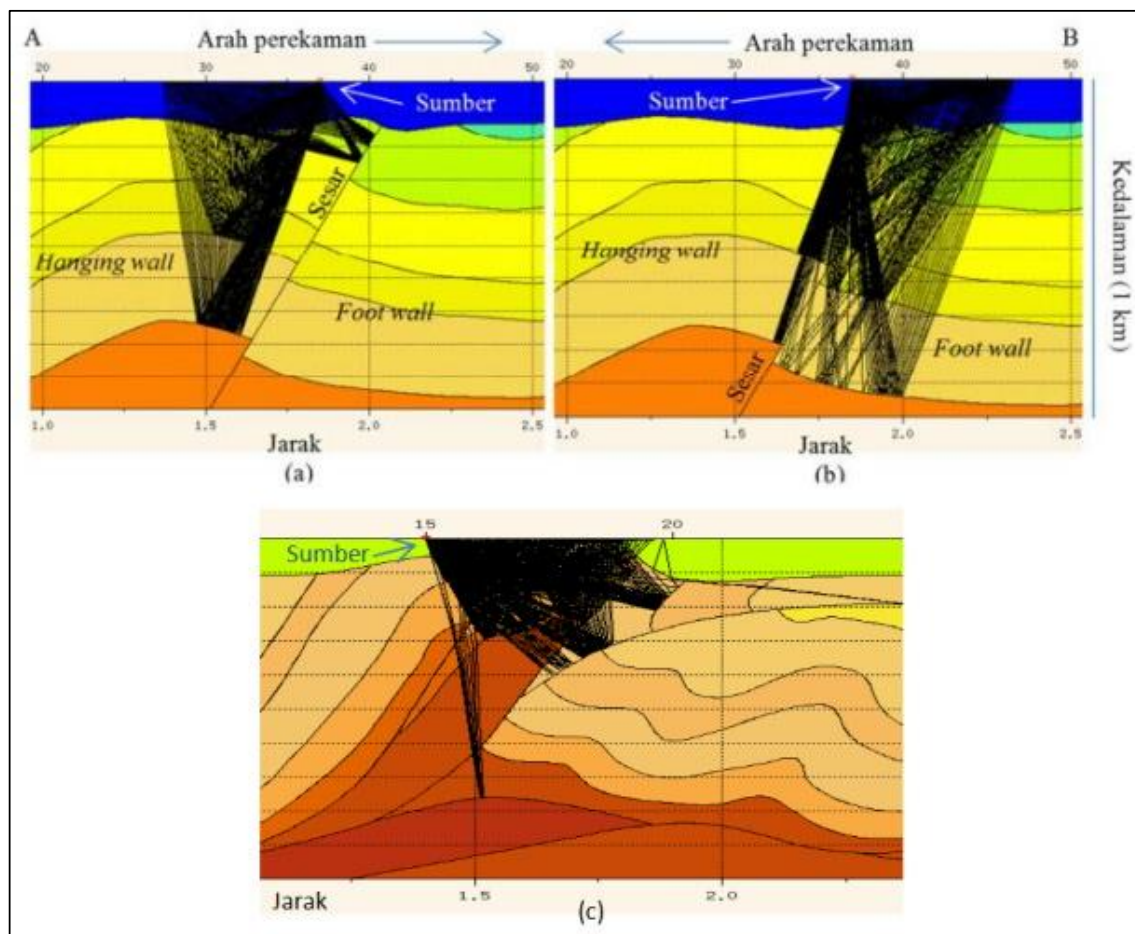 A
Arah perekaman
20 30 40 50
Sumber
Sesar
Hanging wall
Foot wall
1.0 1.5 2.0 2.5
Jarak
(a)
Arah perekaman
B
20 30 40 50
Sumber
Hanging wall
Foot wall
Sesar
1.0 1.5 2.0 2.5
Jarak
(b)
Kedalaman (1 km)
15 20
Sumber
1.5 2.0
Jarak
(c)